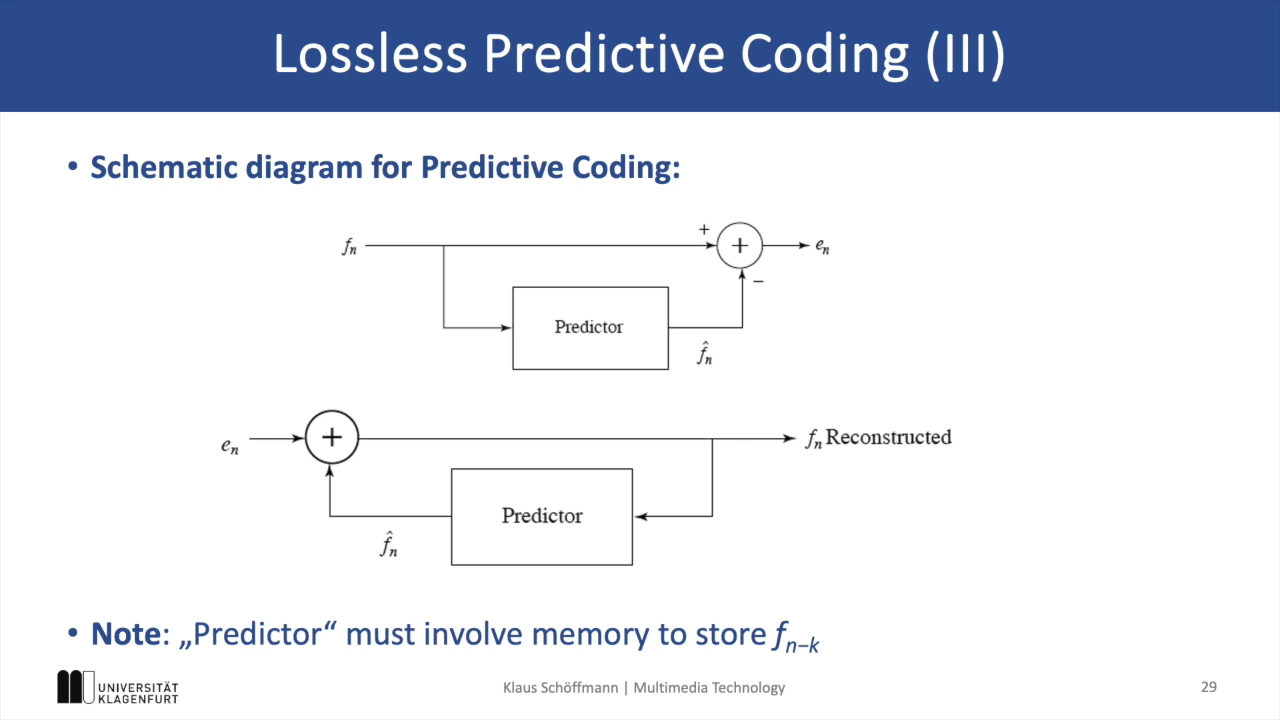 Lossless Predictive Coding (III)
• Schematic diagram for Predictive Coding:
fₙ
+
+
eₙ
−
Predictor
f̂ₙ
eₙ
+
fₙ Reconstructed
Predictor
f̂ₙ
• Note: „Predictor“ must involve memory to store fₙ₋ₖ
UNIVERSITÄT
KLAGENFURT
Klaus Schöffmann | Multimedia Technology
29